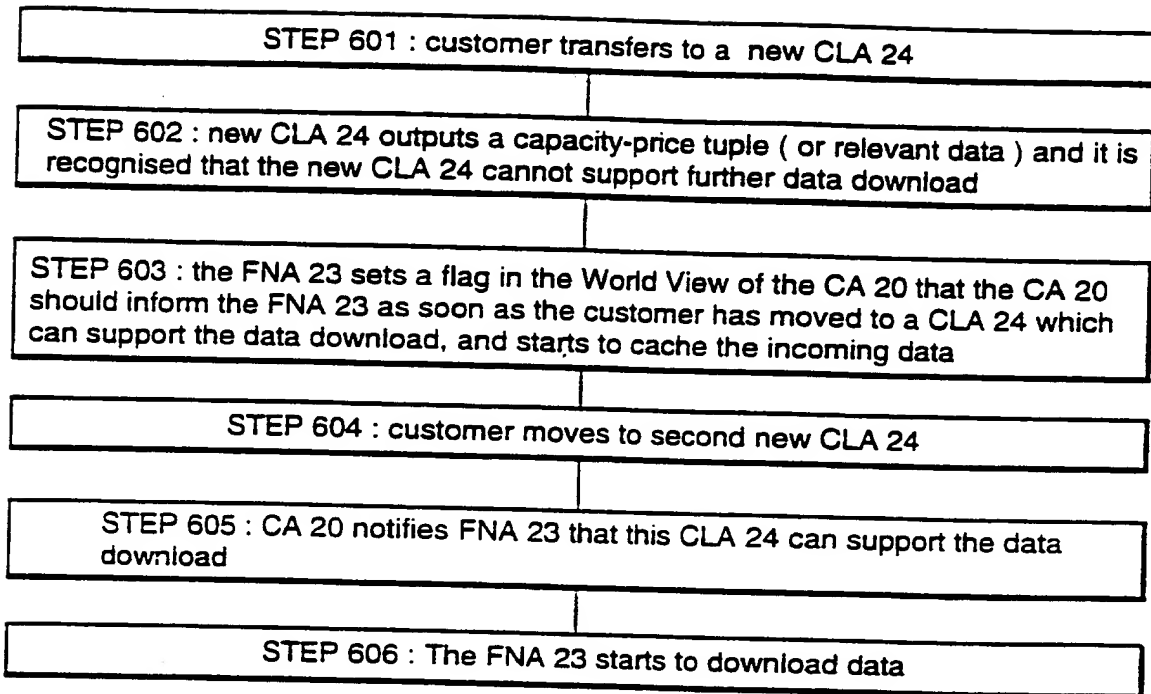 STEP 601 : customer transfers to a new CLA 24
STEP 602 : new CLA 24 outputs a capacity-price tuple ( or relevant data ) and it is
recognised that the new CLA 24 cannot support further data download
STEP 603 : the FNA 23 sets a flag in the World View of the CA 20 that the CA 20
should inform the FNA 23 as soon as the customer has moved to a CLA 24 which
can support the data download, and starts to cache the incoming data
STEP 604 : customer moves to second new CLA 24
STEP 605 : CA 20 notifies FNA 23 that this CLA 24 can support the data
download
STEP 606 : The FNA 23 starts to download data